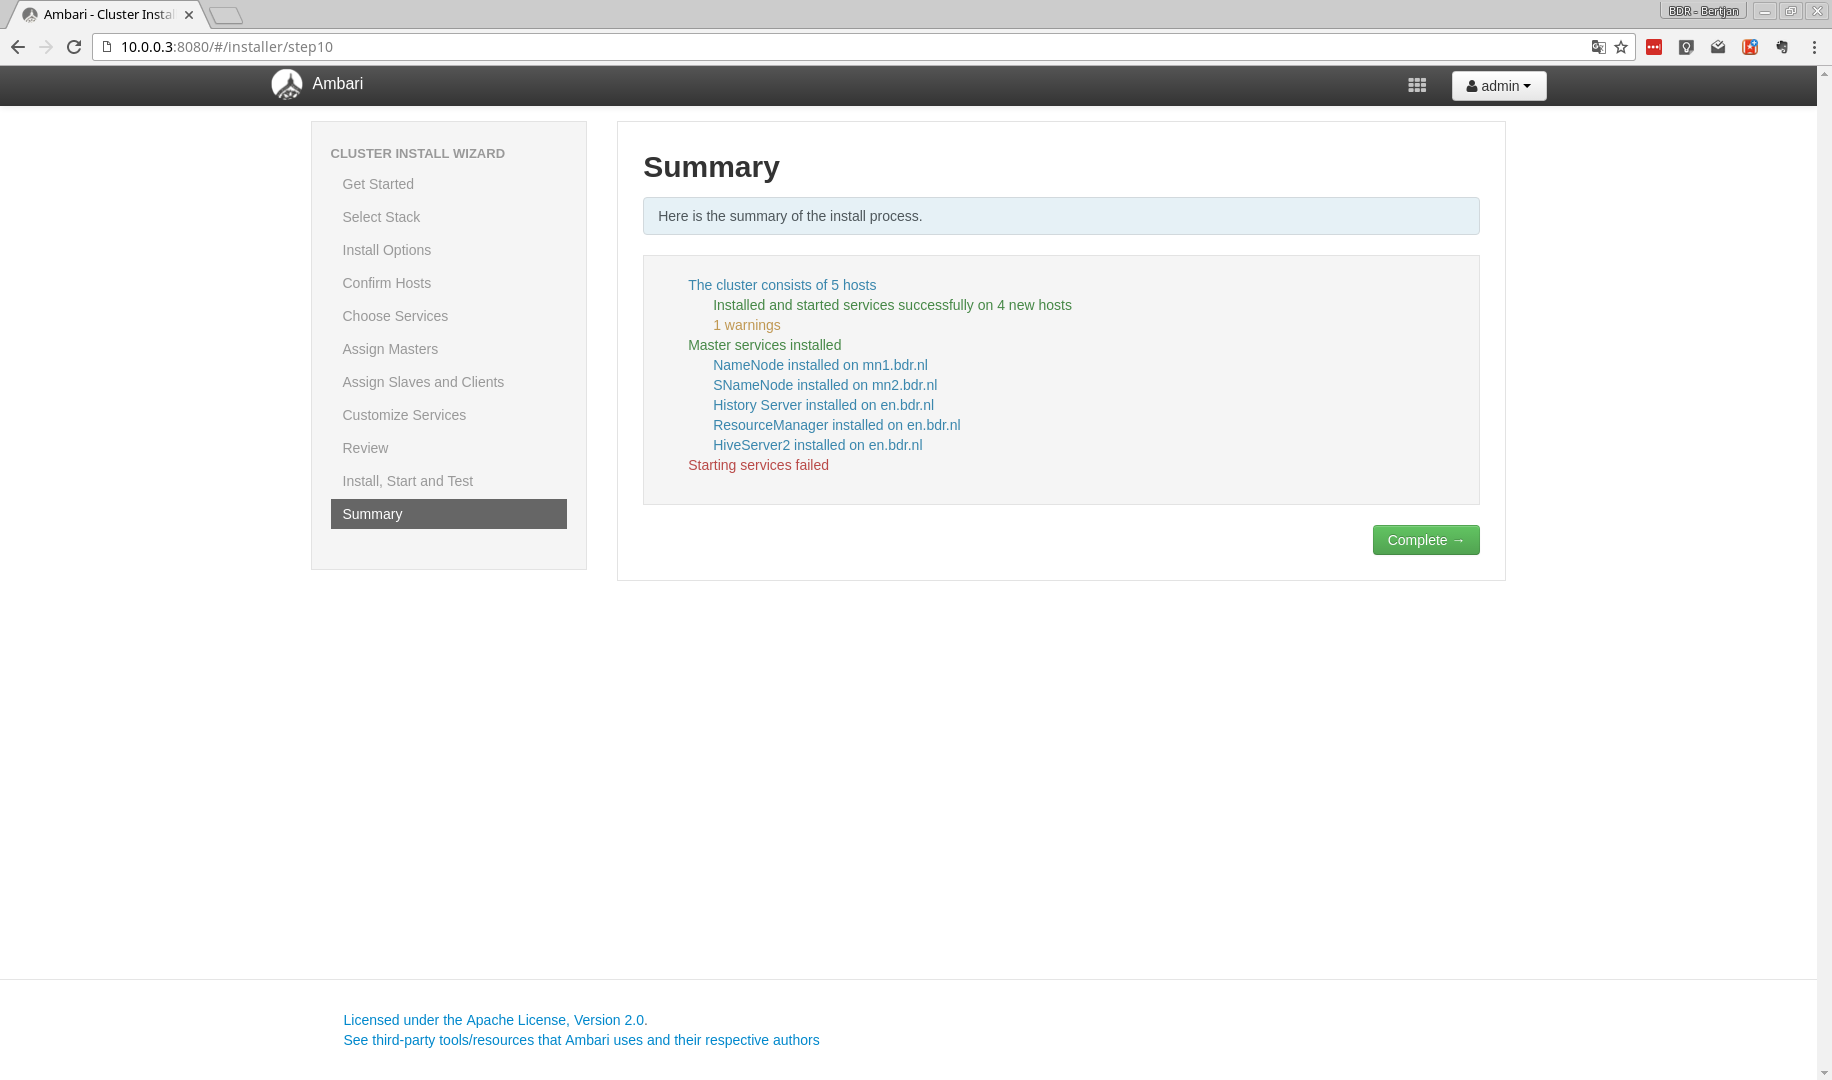 Ambari - Cluster Instal
BDR - Bertjan
10.0.0.3:8080/#/installer/step10
Ambari
admin
CLUSTER INSTALL WIZARD
Get Started
Select Stack
Install Options
Confirm Hosts
Choose Services
Assign Masters
Assign Slaves and Clients
Customize Services
Review
Install, Start and Test
Summary
Summary
Here is the summary of the install process.
The cluster consists of 5 hosts
Installed and started services successfully on 4 new hosts
1 warnings
Master services installed
NameNode installed on mn1.bdr.nl
SNameNode installed on mn2.bdr.nl
History Server installed on en.bdr.nl
ResourceManager installed on en.bdr.nl
HiveServer2 installed on en.bdr.nl
Starting services failed
Complete →
Licensed under the Apache License, Version 2.0.
See third-party tools/resources that Ambari uses and their respective authors